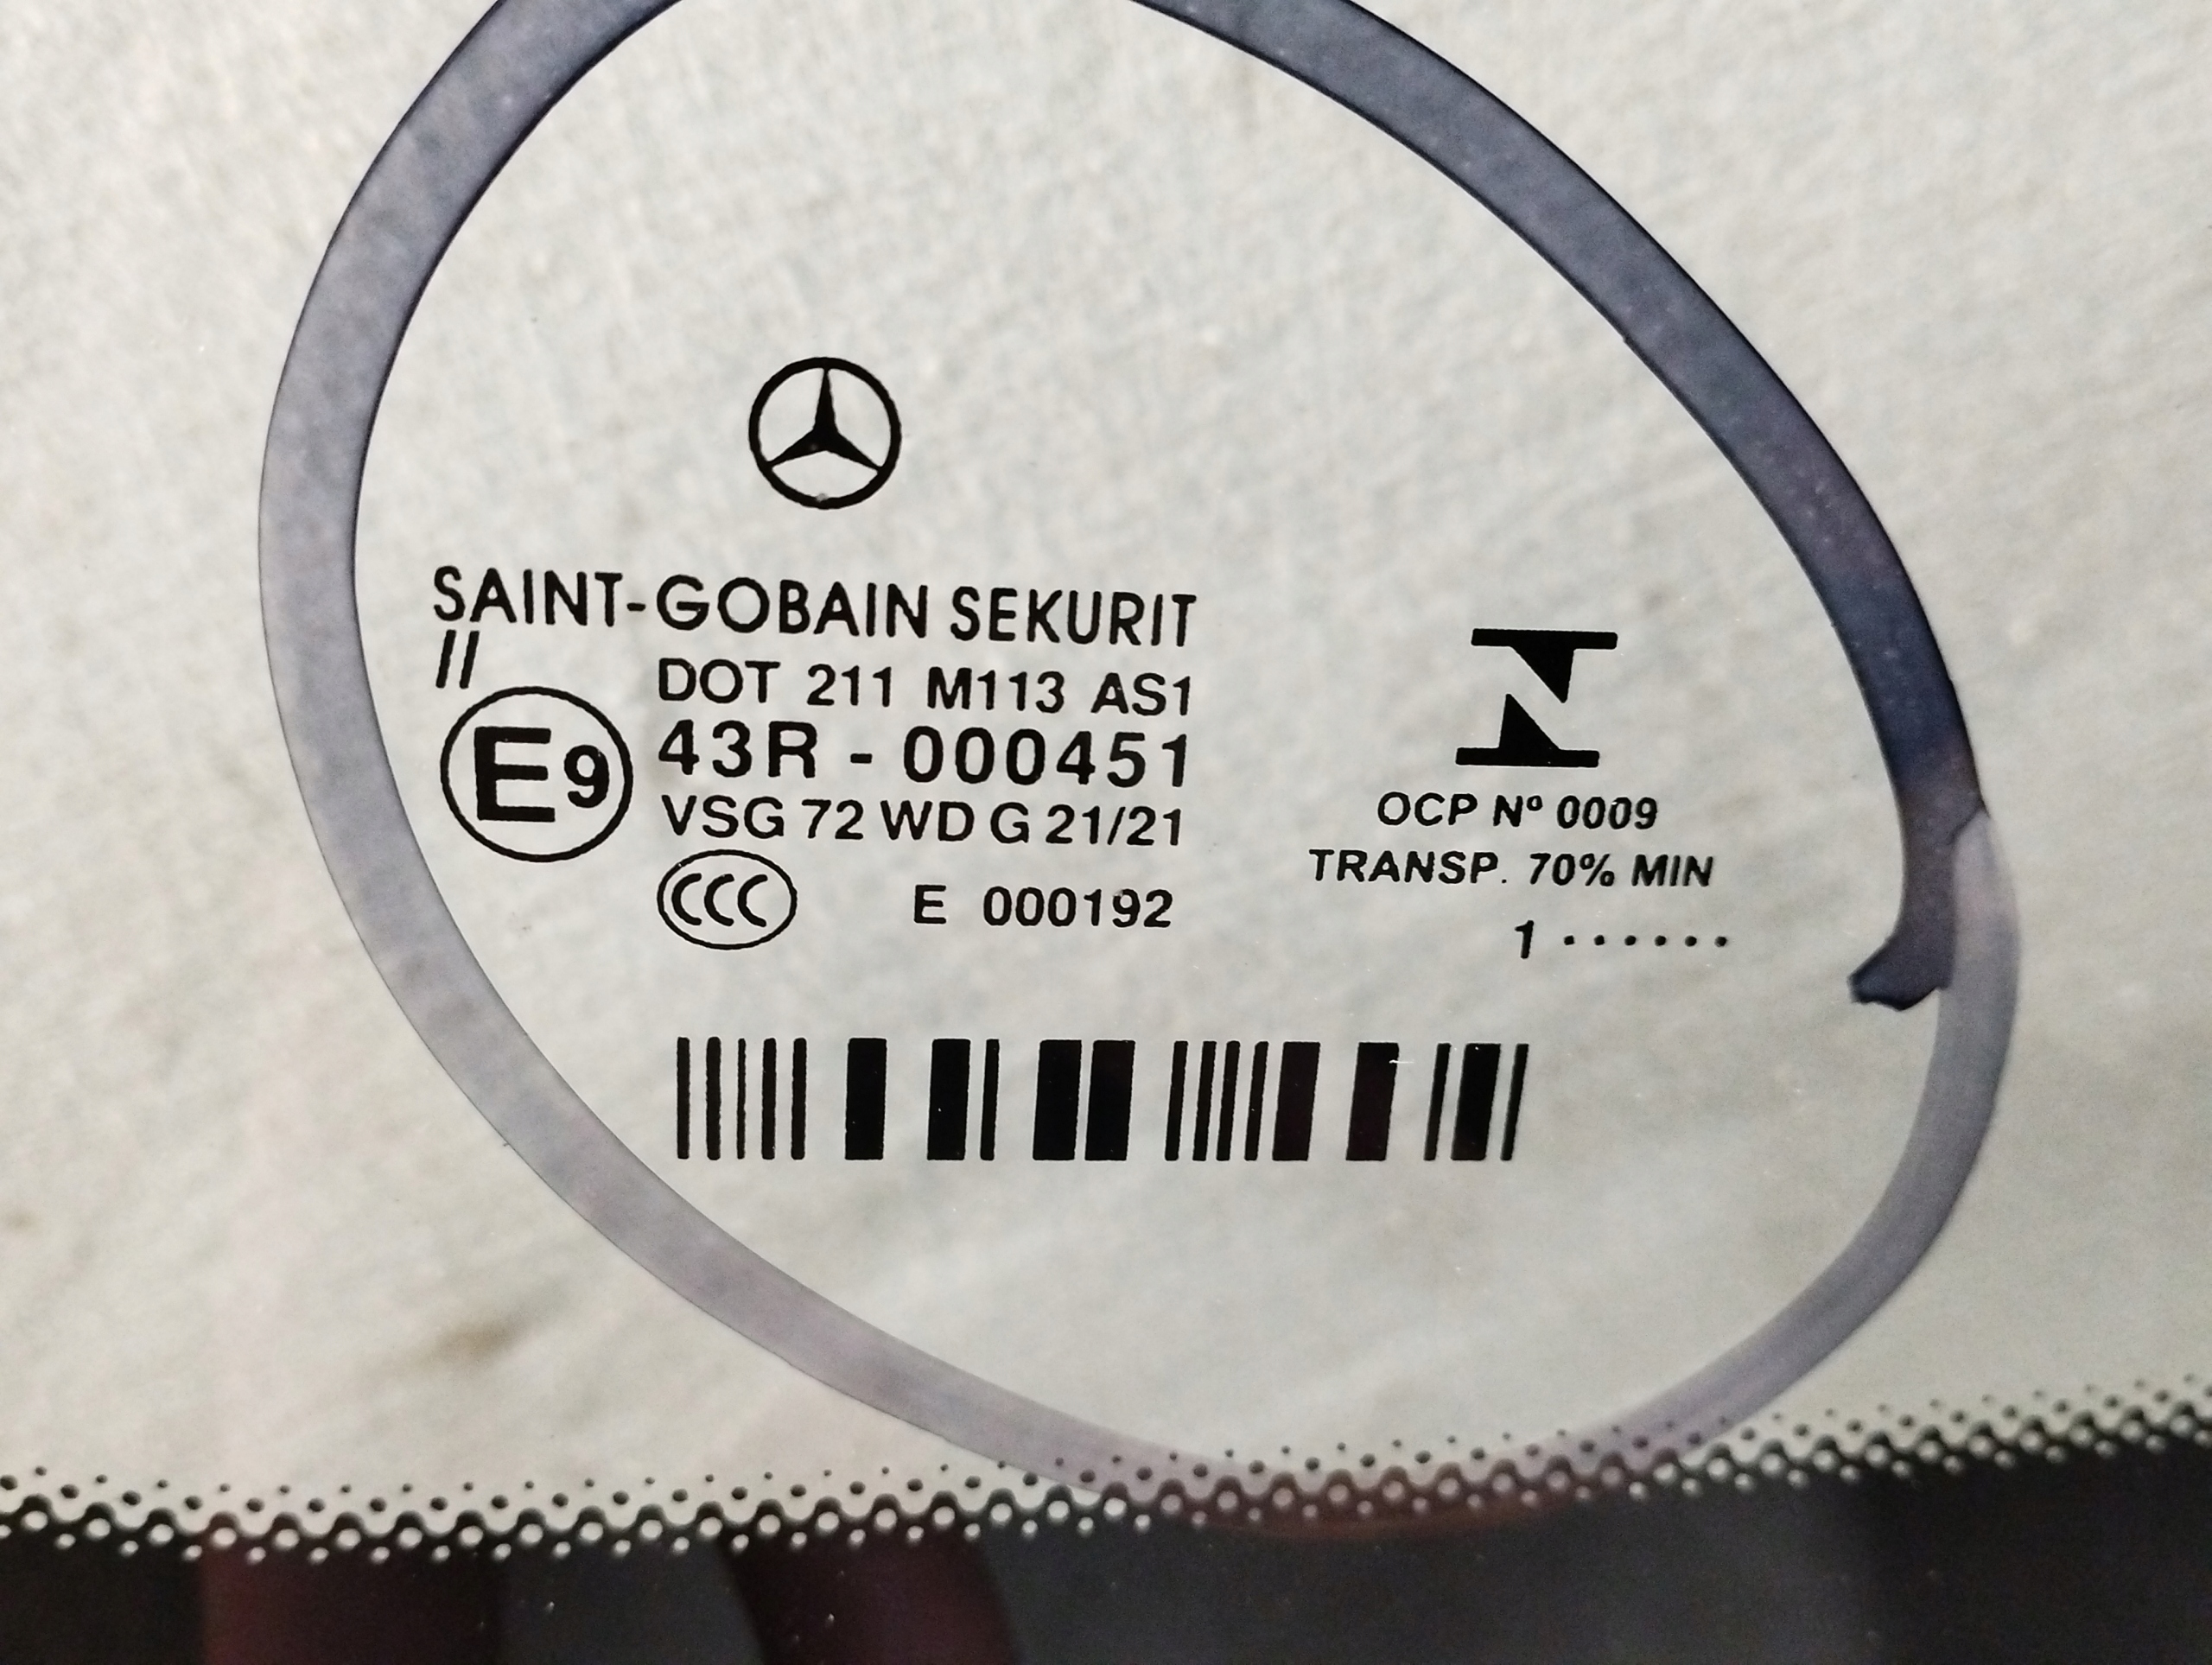 SAINT-GOBAIN SEKURIT
//
DOT 211 M113 AS1
E9
43R - 000451
VSG 72 WD G 21/21
CCC
E 000192
OCP Nº 0009
TRANSP. 70% MIN
1 ······